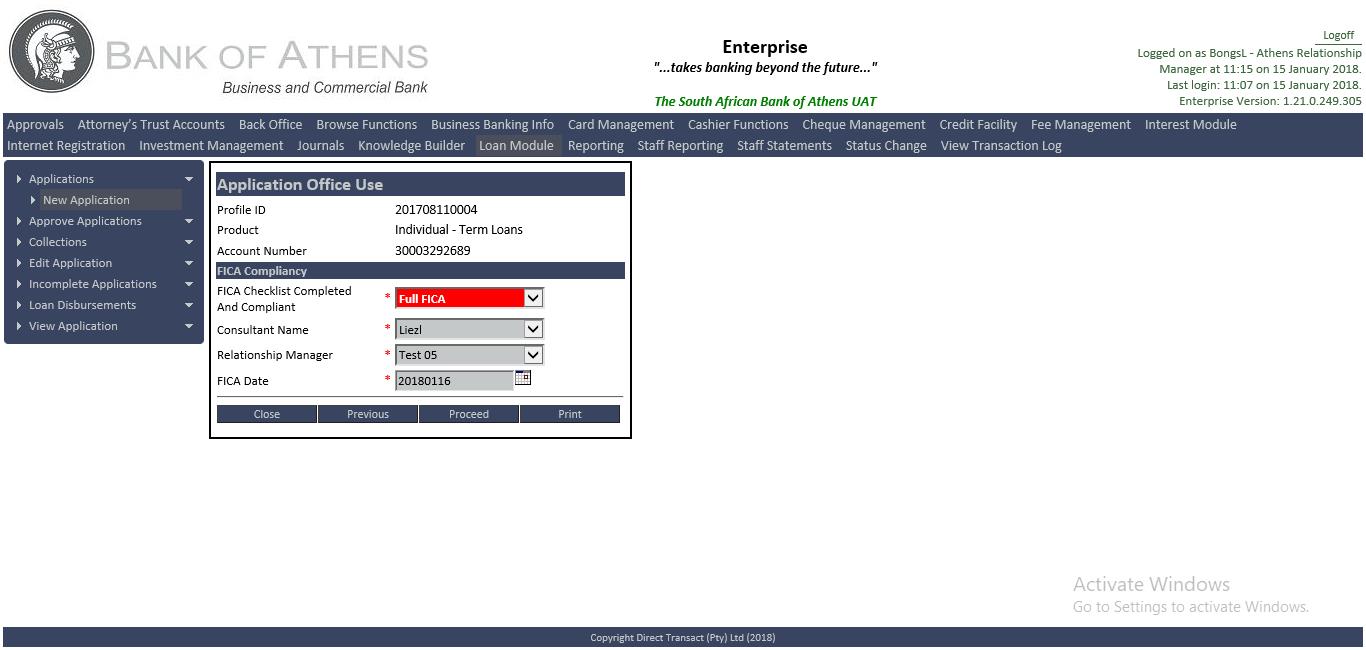 BANK OF ATHENS
Business and Commercial Bank
Enterprise
"...takes banking beyond the future..."
The South African Bank of Athens UAT
Logoff
Logged on as BongsL - Athens Relationship
Manager at 11:15 on 15 January 2018.
Last login: 11:07 on 15 January 2018.
Enterprise Version: 1.21.0.249.305
Approvals Attorney's Trust Accounts Back Office Browse Functions Business Banking Info Card Management Cashier Functions Cheque Management Credit Facility Fee Management Interest Module
Internet Registration Investment Management Journals Knowledge Builder Loan Module Reporting Staff Reporting Staff Statements Status Change View Transaction Log
Applications
New Application
Approve Applications
Collections
Edit Application
Incomplete Applications
Loan Disbursements
View Application
Application Office Use
Profile ID 201708110004
Product Individual - Term Loans
Account Number 30003292689
FICA Compliancy
FICA Checklist Completed
And Compliant * Full FICA
Consultant Name * Liezl
Relationship Manager * Test 05
FICA Date * 20180116
Close Previous Proceed Print
Activate Windows
Go to Settings to activate Windows.
Copyright Direct Transact (Pty) Ltd (2018)